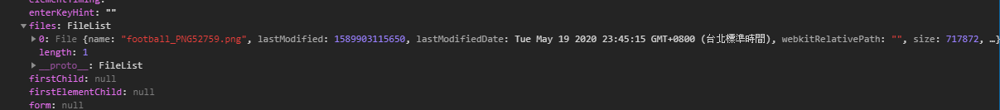 enterKeyHint: ""
files: FileList
0: File {name: "football_PNG52759.png", lastModified: 1589903115650, lastModifiedDate: Tue May 19 2020 23:45:15 GMT+0800 (台北標準時間), webkitRelativePath: "", size: 717872, …}
length: 1
__proto__: FileList
firstChild: null
firstElementChild: null
form: null